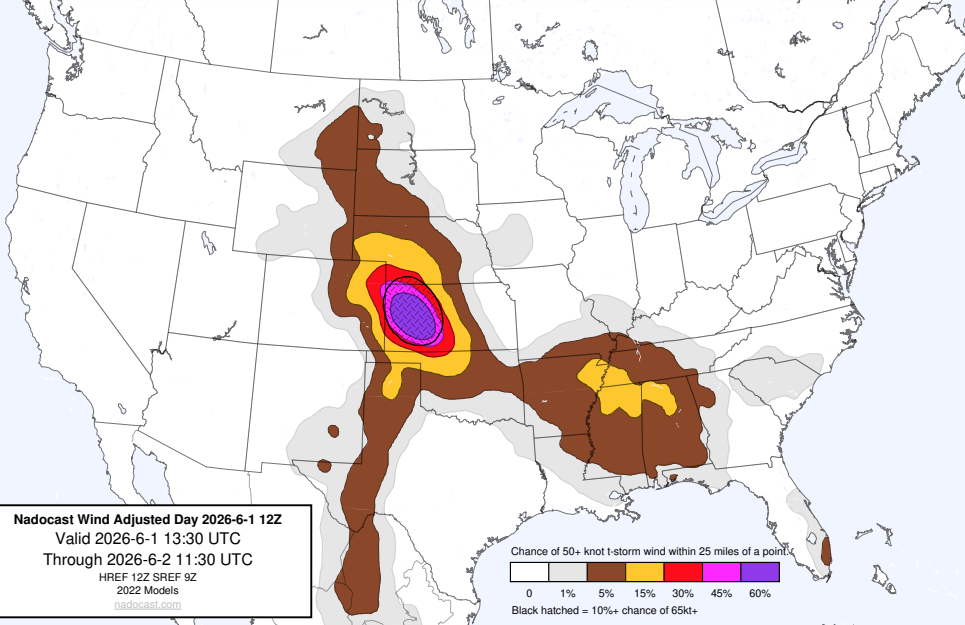 Nadocast Wind Adjusted Day 2026-6-1 12Z
Valid 2026-6-1 13:30 UTC
Through 2026-6-2 11:30 UTC
HREF 12Z SREF 9Z
2022 Models
nadocast.com
Chance of 50+ knot t-storm wind within 25 miles of a point.
0 1% 5% 15% 30% 45% 60%
Black hatched = 10%+ chance of 65kt+